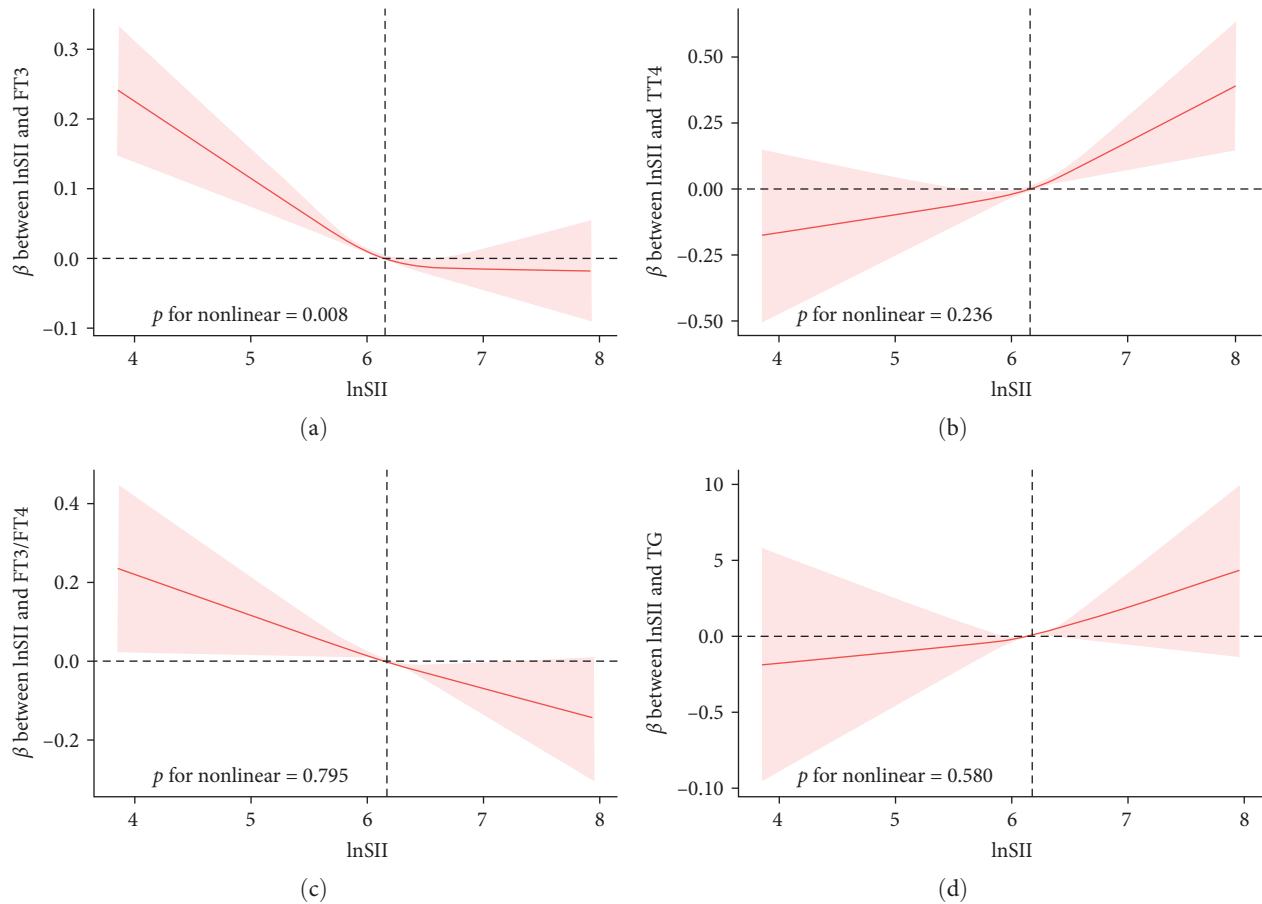 β between lnSII and FT3
0.3
0.2
0.1
0.0
−0.1
p for nonlinear = 0.008
4 5 6 7 8
lnSII
(a)
β between lnSII and TT4
0.50
0.25
0.00
−0.25
−0.50
p for nonlinear = 0.236
4 5 6 7 8
lnSII
(b)
β between lnSII and FT3/FT4
0.4
0.2
0.0
−0.2
p for nonlinear = 0.795
4 5 6 7 8
lnSII
(c)
β between lnSII and TG
10
5
0.0
−0.5
−0.10
p for nonlinear = 0.580
4 5 6 7 8
lnSII
(d)